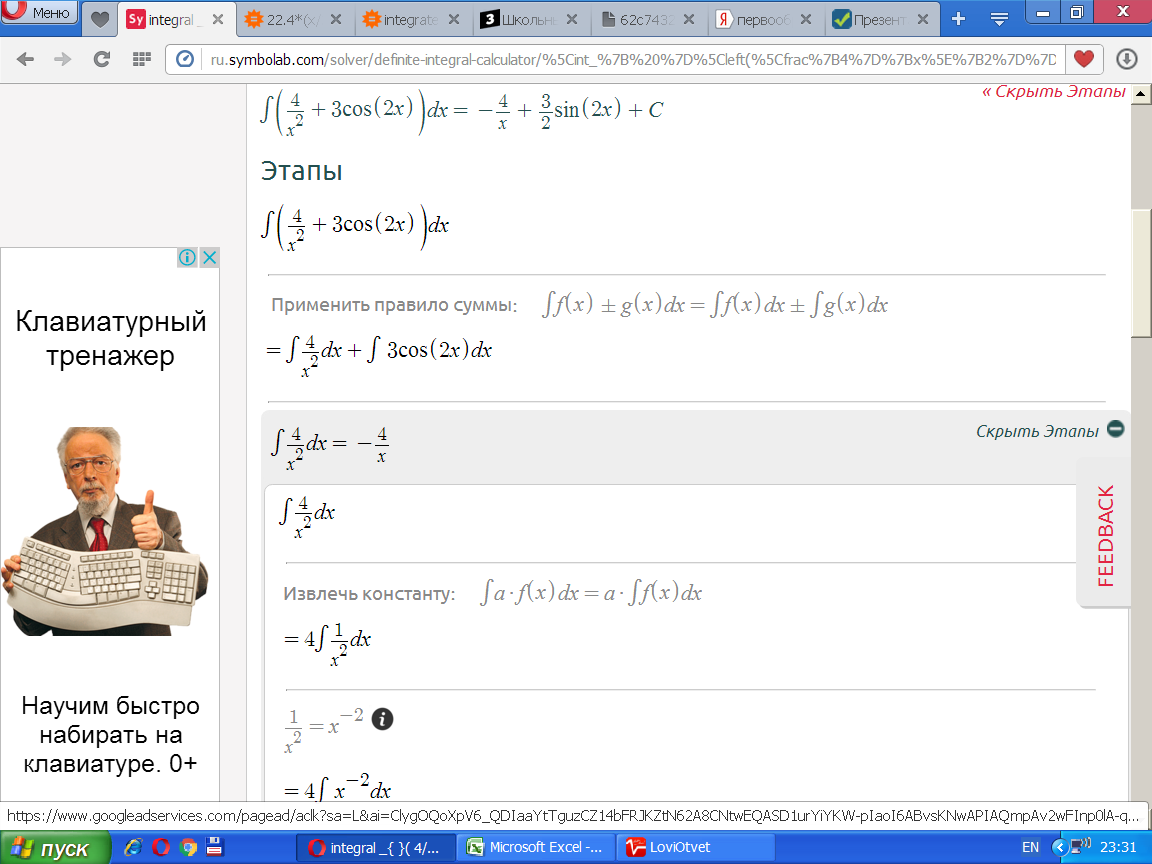 Меню
integral _
22.4*(x/
integrate
Школьн
62c7432
первооб
Презент
ru.symbolab.com/solver/definite-integral-calculator/%5Cint_%7B%20%7D%5Cleft(%5Cfrac%7B4%7D%7Bx%5E%7B2%7D%7D
« Скрыть Этапы
∫(4/x^2 + 3cos(2x))dx = −4/x + 3/2 sin(2x) + C
Этапы
∫(4/x^2 + 3cos(2x))dx
Применить правило суммы: ∫f(x) ± g(x)dx = ∫f(x)dx ± ∫g(x)dx
= ∫4/x^2 dx + ∫ 3cos(2x)dx
∫4/x^2 dx = −4/x
Скрыть Этапы
∫4/x^2 dx
Извлечь константу: ∫a·f(x)dx = a·∫f(x)dx
= 4∫1/x^2 dx
1/x^2 = x^−2
= 4∫ x^−2 dx
FEEDBACK
Клавиатурный
тренажер
Научим быстро
набирать на
клавиатуре. 0+
https://www.googleadservices.com/pagead/aclk?sa=L&ai=ClygOQoXpV6_QDIaaYtTguzCZ14bFRJKZtN62A8CNtwEQASD1urYiYKW-pIaoI6ABvsKNwAPIAQmpAv2wFInp0lA-q...
пуск
integral _{ }( 4/...
Microsoft Excel -...
LoviOtvet
EN
23:31